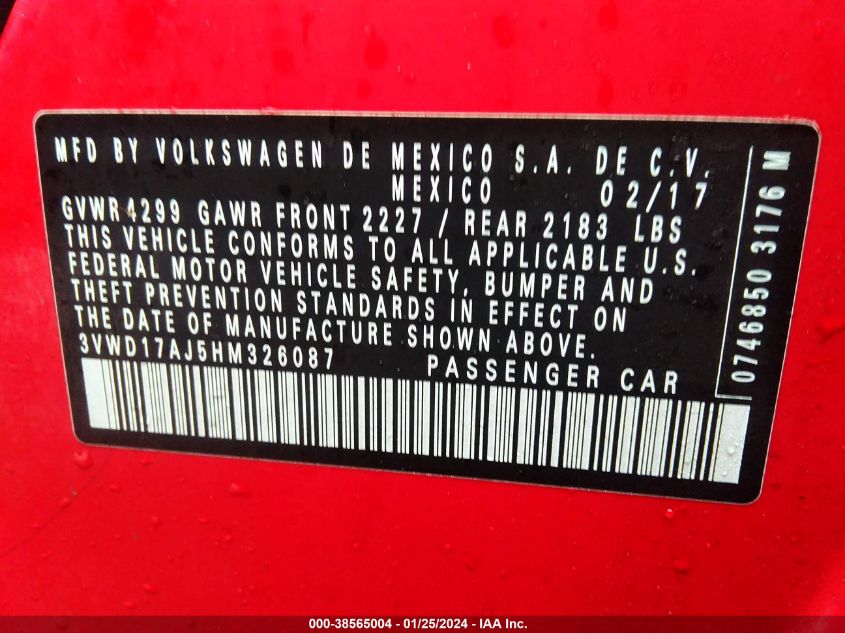 MFD BY VOLKSWAGEN DE MEXICO S.A. DE C.V.
MEXICO 02/17
GVWR 4299 GAWR FRONT 2227 / REAR 2183 LBS
THIS VEHICLE CONFORMS TO ALL APPLICABLE U.S.
FEDERAL MOTOR VEHICLE SAFETY, BUMPER AND
THEFT PREVENTION STANDARDS IN EFFECT ON
THE DATE OF MANUFACTURE SHOWN ABOVE.
3VWD17AJ5HM326087 PASSENGER CAR
0746850 3176 M
000-38565004 - 01/25/2024 - IAA Inc.